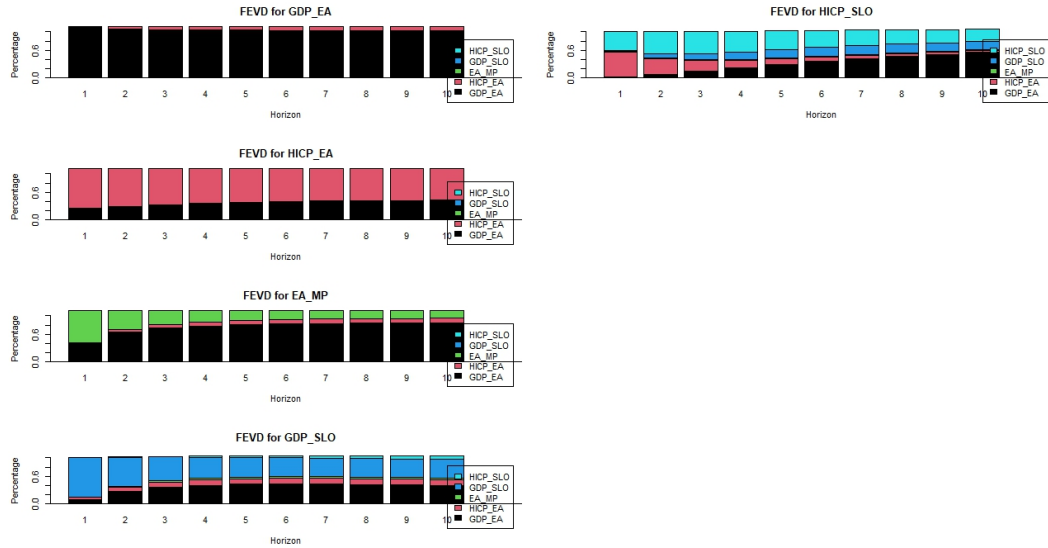 FEVD for GDP_EA
Percentage
0.0 0.6
HICP_SLO
GDP_SLO
EA_MP
HICP_EA
GDP_EA
1 2 3 4 5 6 7 8 9 10
Horizon
FEVD for HICP_SLO
Percentage
0.0 0.6
HICP_SLO
GDP_SLO
EA_MP
HICP_EA
GDP_EA
1 2 3 4 5 6 7 8 9 10
Horizon
FEVD for HICP_EA
Percentage
0.0 0.6
HICP_SLO
GDP_SLO
EA_MP
HICP_EA
GDP_EA
1 2 3 4 5 6 7 8 9 10
Horizon
FEVD for EA_MP
Percentage
0.0 0.6
HICP_SLO
GDP_SLO
EA_MP
HICP_EA
GDP_EA
1 2 3 4 5 6 7 8 9 10
Horizon
FEVD for GDP_SLO
Percentage
0.0 0.6
HICP_SLO
GDP_SLO
EA_MP
HICP_EA
GDP_EA
1 2 3 4 5 6 7 8 9 10
Horizon